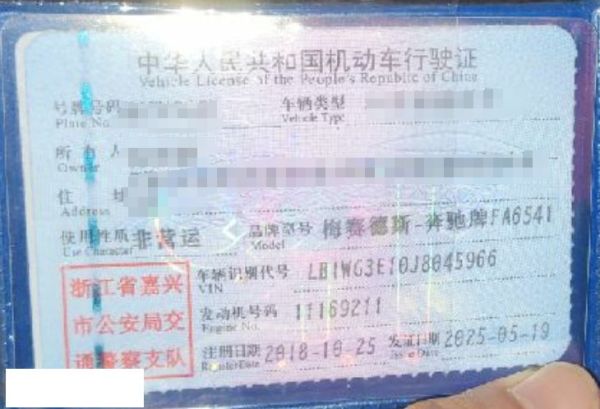 中华人民共和国机动车行驶证
Vehicle License of the People's Republic of China
号牌号码
Plate No.
车辆类型
Vehicle Type
所有人
Owner
住址
Address
使用性质 非营运
Use Character
品牌型号 梅赛德斯-奔驰牌FA6541
Model
浙江省嘉兴
市公安局交
通警察支队
车辆识别代号 LB1WG3E10J8045966
VIN
发动机号码 11169211
Engine No.
注册日期 2018-10-25
Register Date
发证日期 2025-05-19
Issue Date